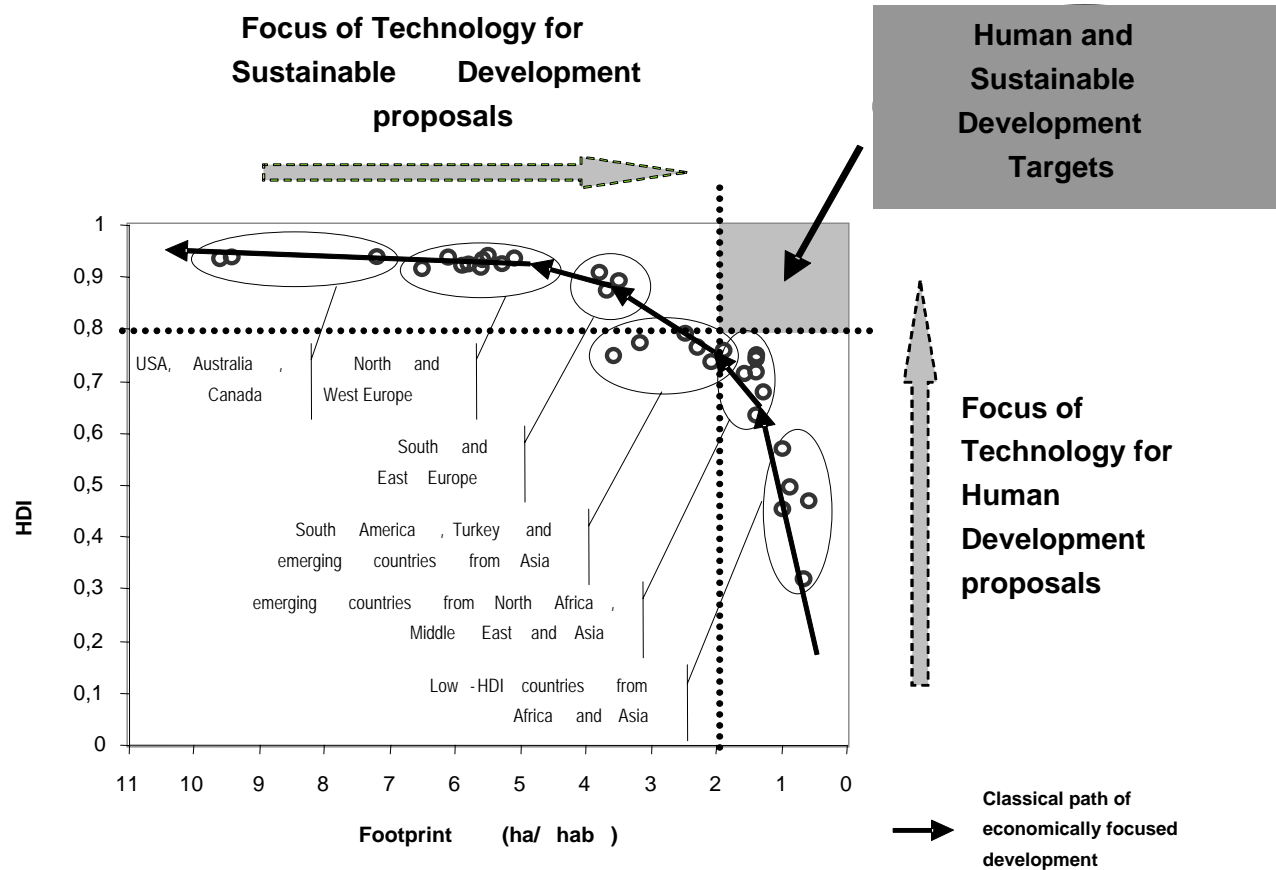 Focus of Technology for
Sustainable Development
proposals
Human and
Sustainable
Development
Targets
1
0,9
0,8
0,7
0,6
0,5
0,4
0,3
0,2
0,1
0
HDI
USA, Australia ,
Canada
North and
West Europe
South and
East Europe
South America , Turkey and
emerging countries from Asia
emerging countries from North Africa ,
Middle East and Asia
Low -HDI countries from
Africa and Asia
Focus of
Technology for
Human
Development
proposals
11 10 9 8 7 6 5 4 3 2 1 0
Footprint (ha/ hab )
Classical path of
economically focused
development